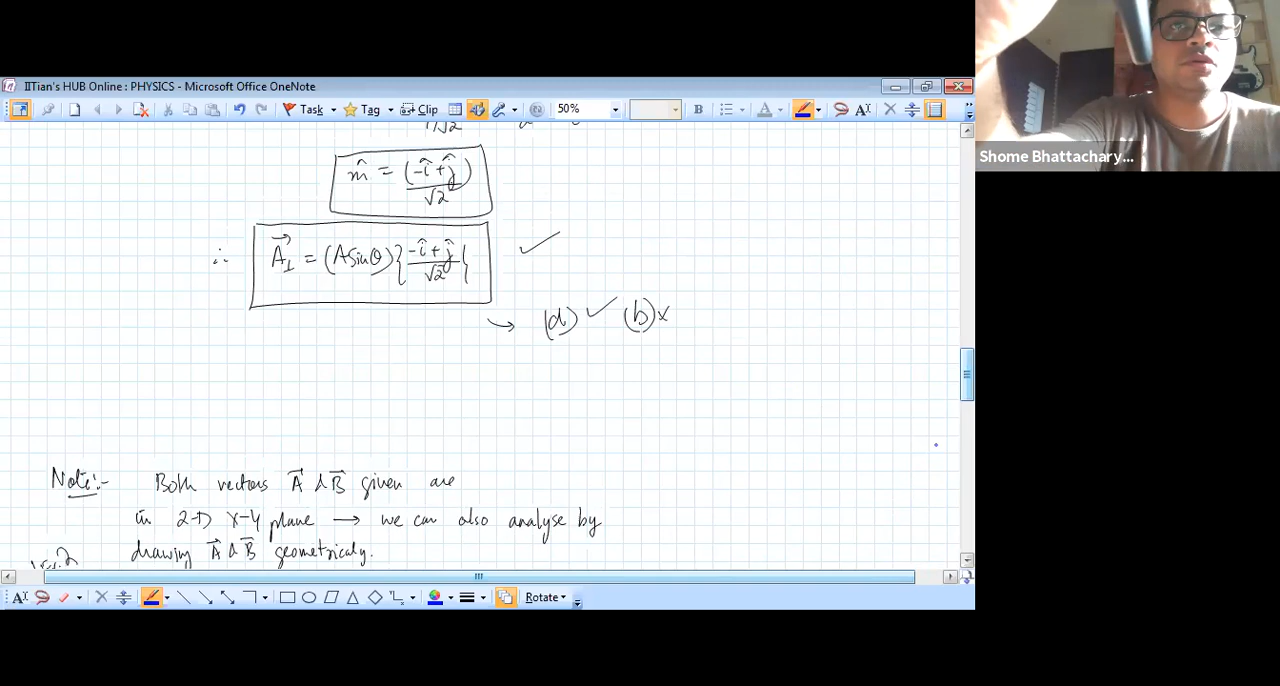 IITian's HUB Online : PHYSICS - Microsoft Office OneNote
Task Tag Clip 50% B A A
m̂ = (-î+ĵ)/√2
∴ A⃗⊥ = (A sinθ) { (-î+ĵ)/√2 {
(d) ✓ (b) x
Note:- Both vectors A⃗ & B⃗ given are
in 2-D x-y plane → we can also analyse by
drawing A⃗ & B⃗ geometrically.
Rotate
Shome Bhattachary...